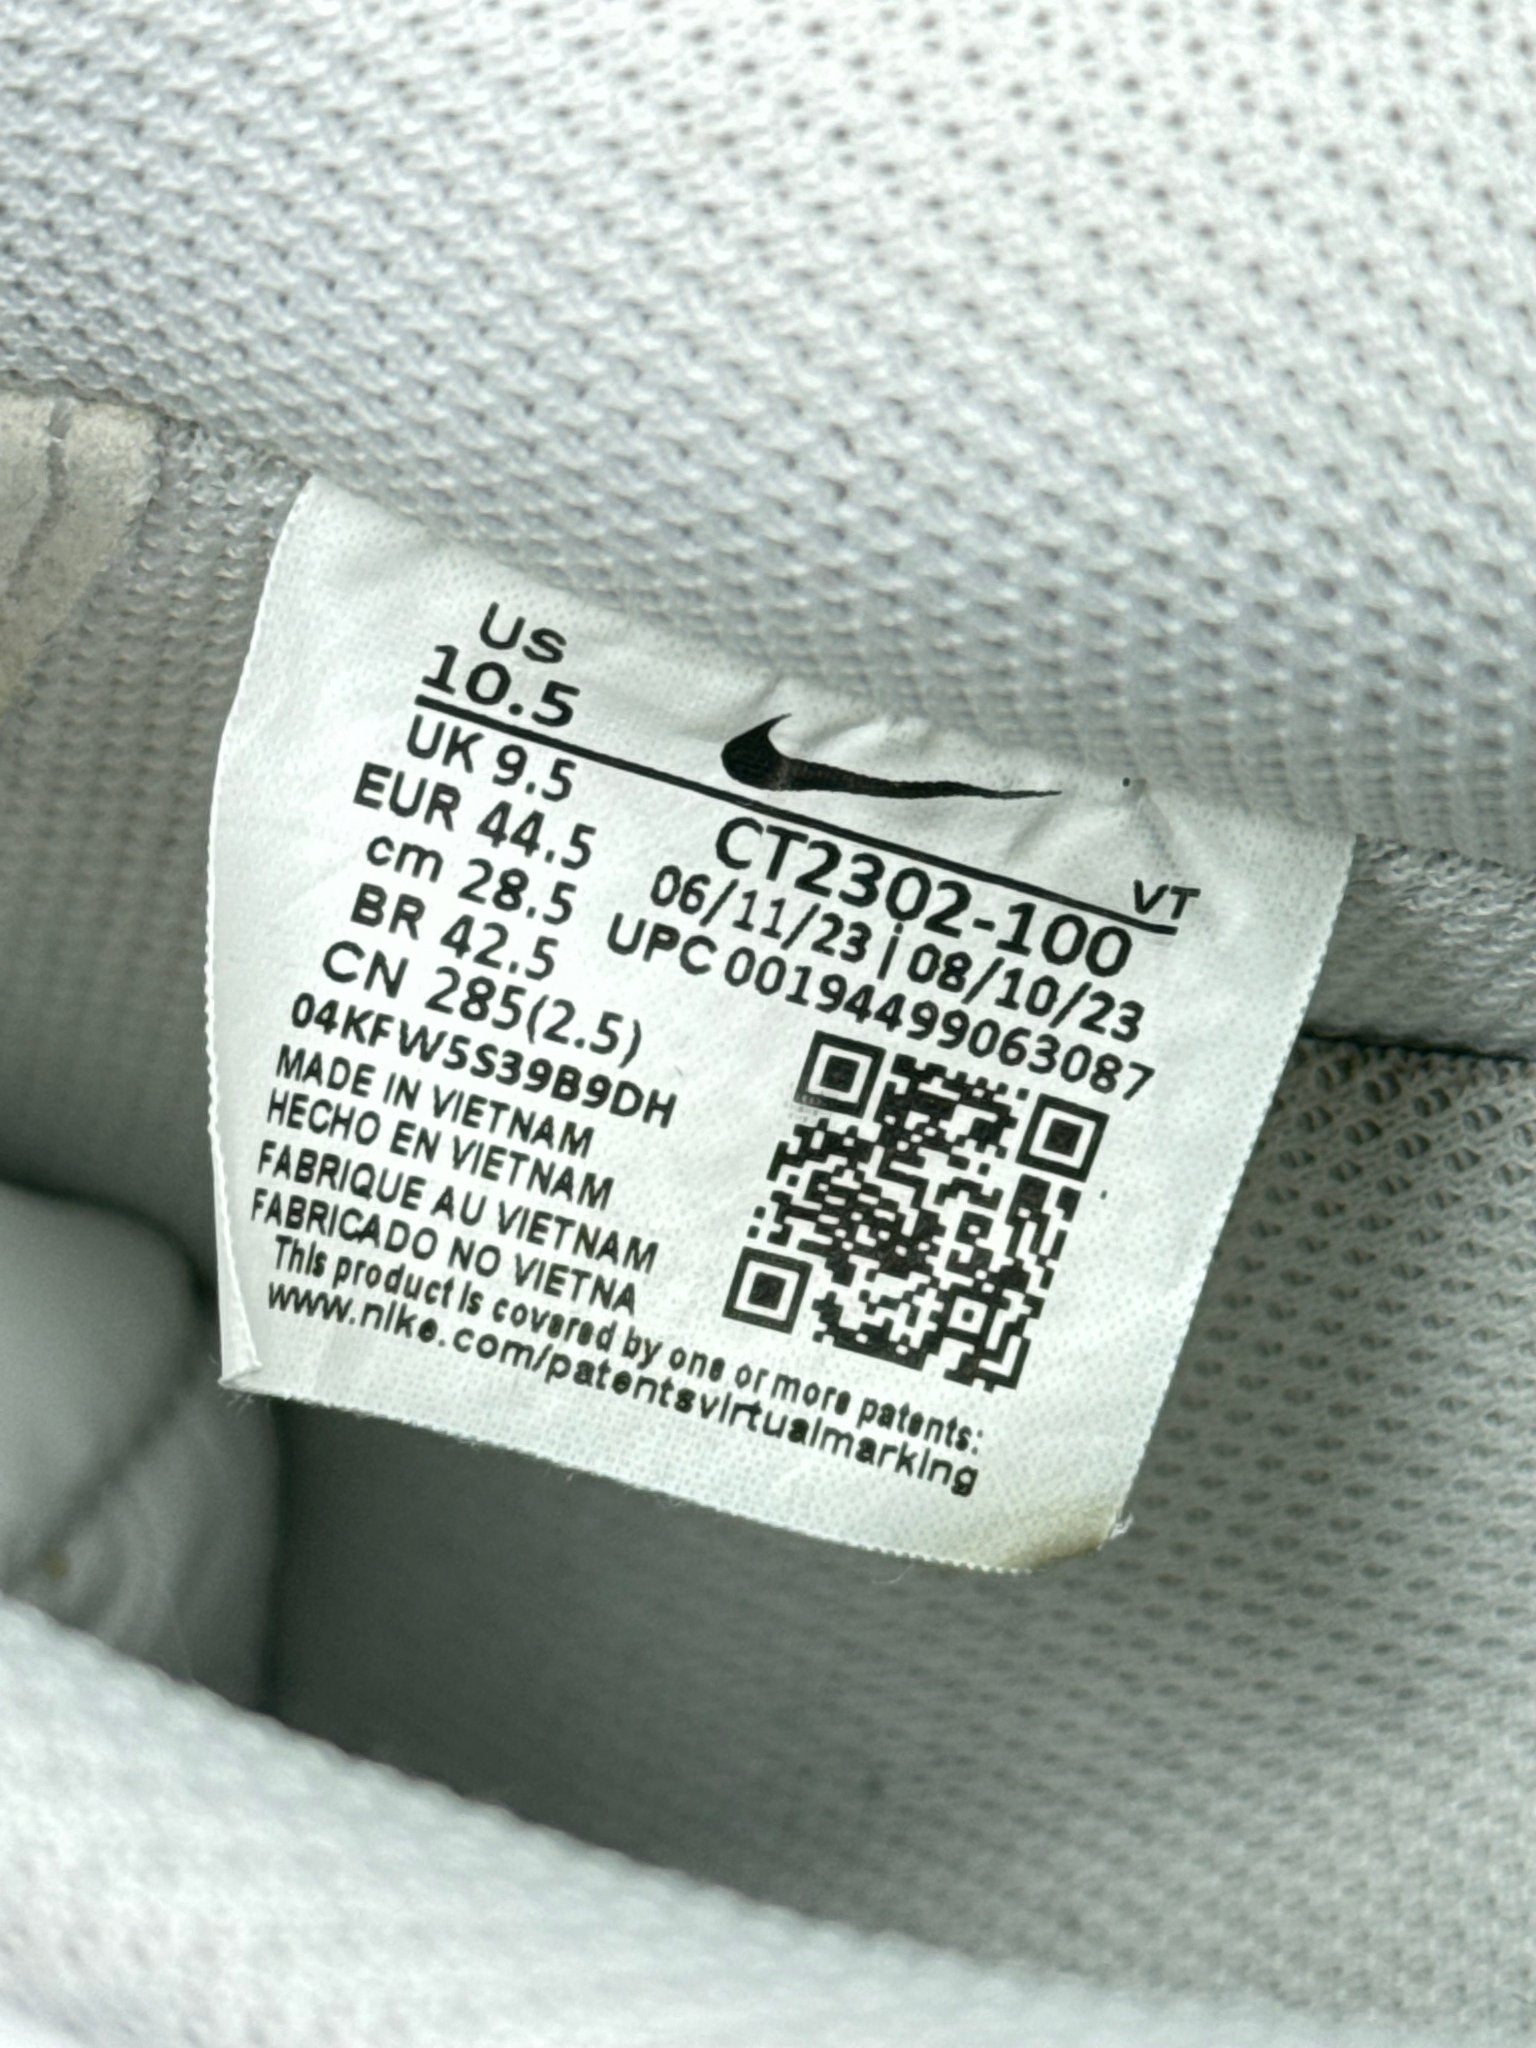 US
10.5
VT
UK 9.5
EUR 44.5
cm 28.5
BR 42.5
CN 285(2.5)
CT2302-100
06/11/23 | 08/10/23
UPC 00194499063087
04KFW5S39B9DH
MADE IN VIETNAM
HECHO EN VIETNAM
FABRIQUE AU VIETNAM
FABRICADO NO VIETNA
This product is covered by one or more patents:
www.nike.com/patentsvirtualmarking